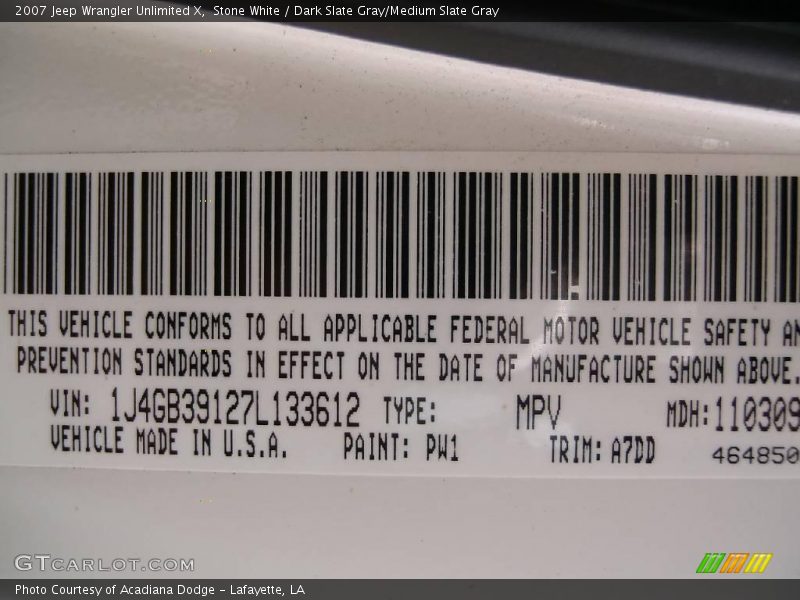 2007 Jeep Wrangler Unlimited X, Stone White / Dark Slate Gray/Medium Slate Gray
THIS VEHICLE CONFORMS TO ALL APPLICABLE FEDERAL MOTOR VEHICLE SAFETY AN
PREVENTION STANDARDS IN EFFECT ON THE DATE OF MANUFACTURE SHOWN ABOVE.
VIN: 1J4GB39127L133612 TYPE: MPV MDH: 110309
VEHICLE MADE IN U.S.A. PAINT: PW1 TRIM: A7DD 464850
GTCARLOT.COM
Photo Courtesy of Acadiana Dodge - Lafayette, LA